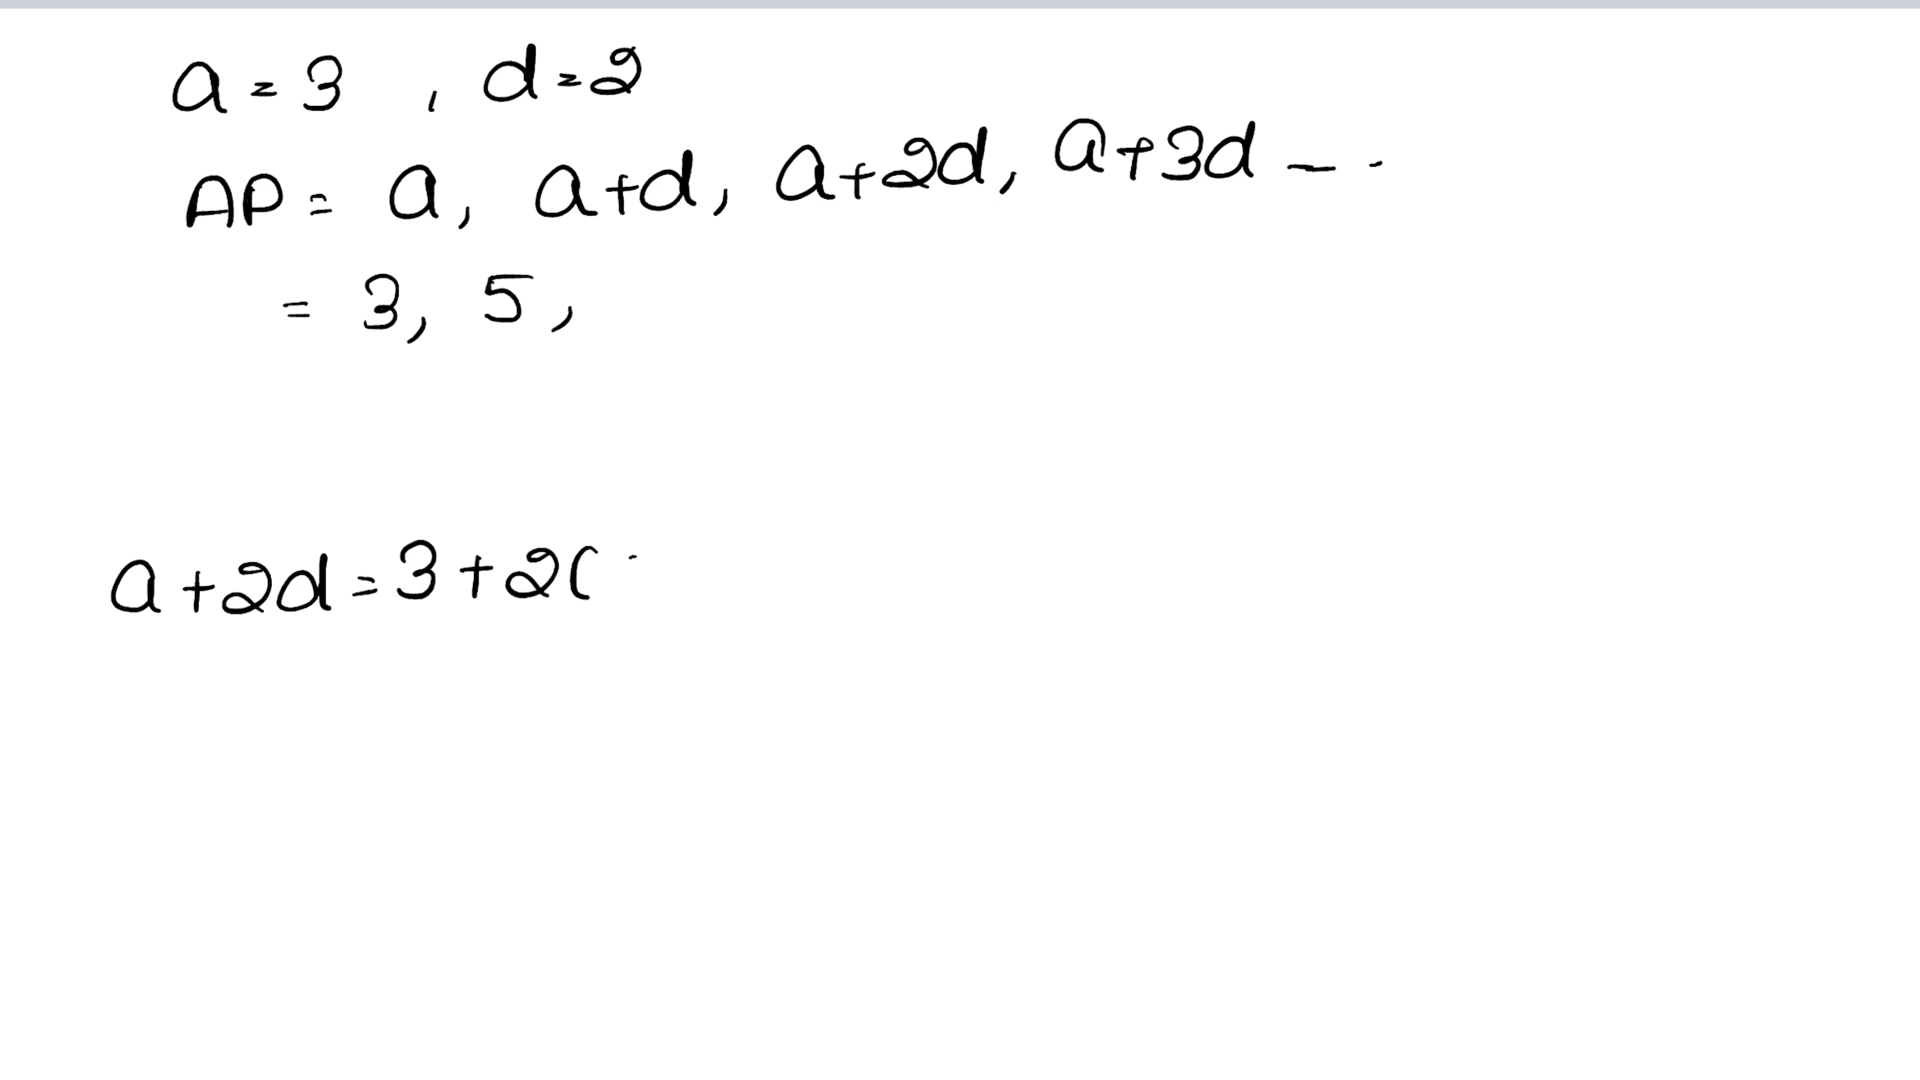 a = 3 , d = 2
AP = a, a+d, a+2d, a+3d - -
= 3, 5,
a + 2d = 3 + 2(